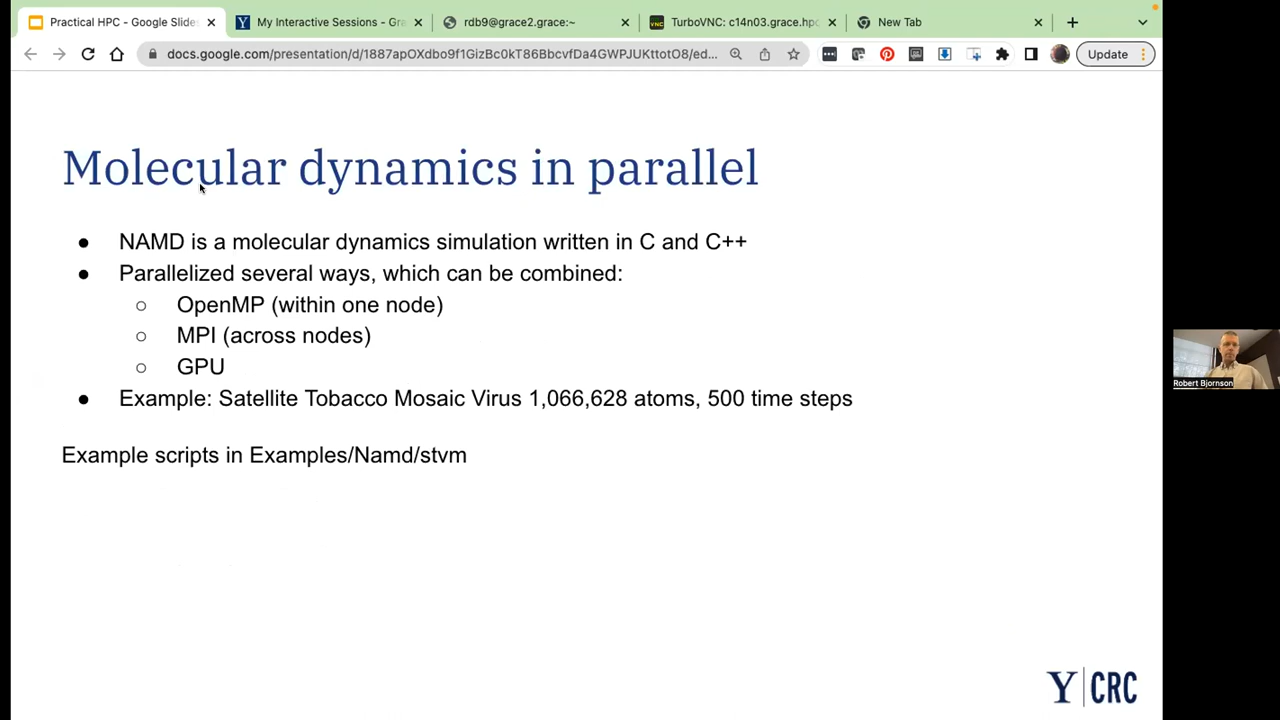 Practical HPC - Google Slides
My Interactive Sessions - Gr
rdb9@grace2.grace:~
TurboVNC: c14n03.grace.hpc
New Tab
docs.google.com/presentation/d/1887apOXdbo9f1GizBc0kT86BbcvfDa4GWPJUKttotO8/ed...
Update
Molecular dynamics in parallel
● NAMD is a molecular dynamics simulation written in C and C++
● Parallelized several ways, which can be combined:
○ OpenMP (within one node)
○ MPI (across nodes)
○ GPU
● Example: Satellite Tobacco Mosaic Virus 1,066,628 atoms, 500 time steps
Example scripts in Examples/Namd/stvm
Robert Bjornson
Y CRC